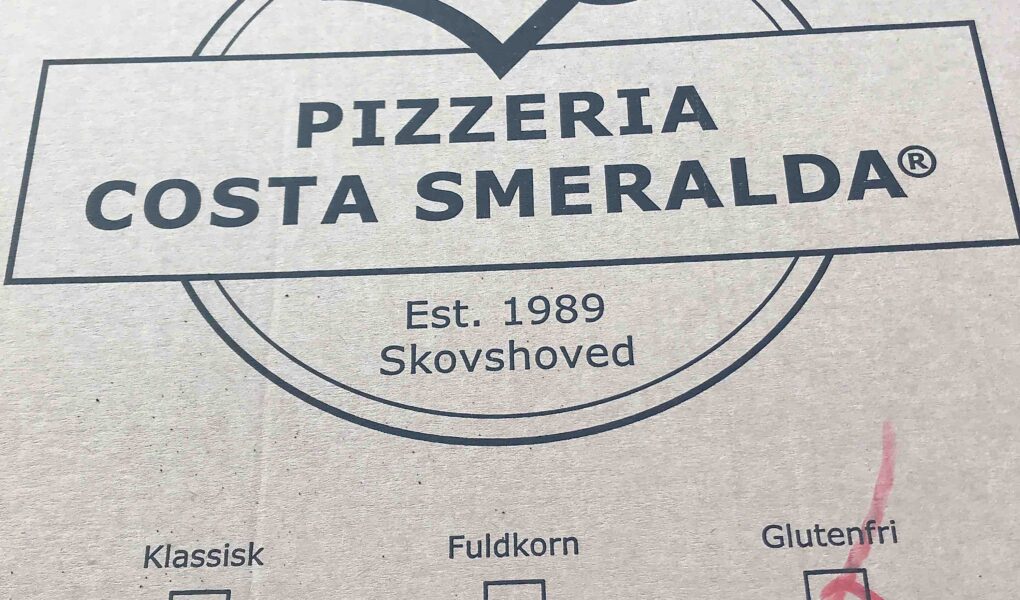 PIZZERIA
COSTA SMERALDA®
Est. 1989
Skovshoved
Klassisk Fuldkorn Glutenfri